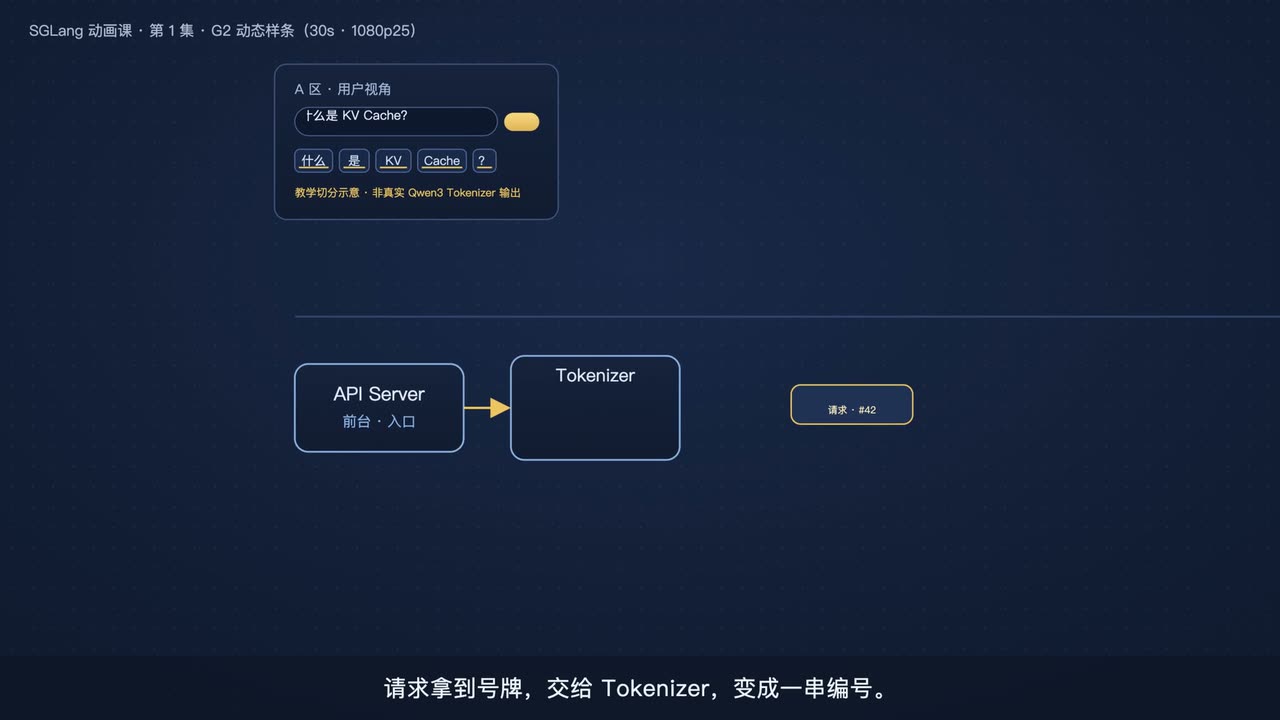 SGLang 动画课 · 第 1 集 · G2 动态样条（30s · 1080p25）
A 区 · 用户视角
什么是 KV Cache?
什么 是 KV Cache ?
教学切分示意 · 非真实 Qwen3 Tokenizer 输出
API Server
前台 · 入口
Tokenizer
请求 · #42
请求拿到号牌，交给 Tokenizer，变成一串编号。